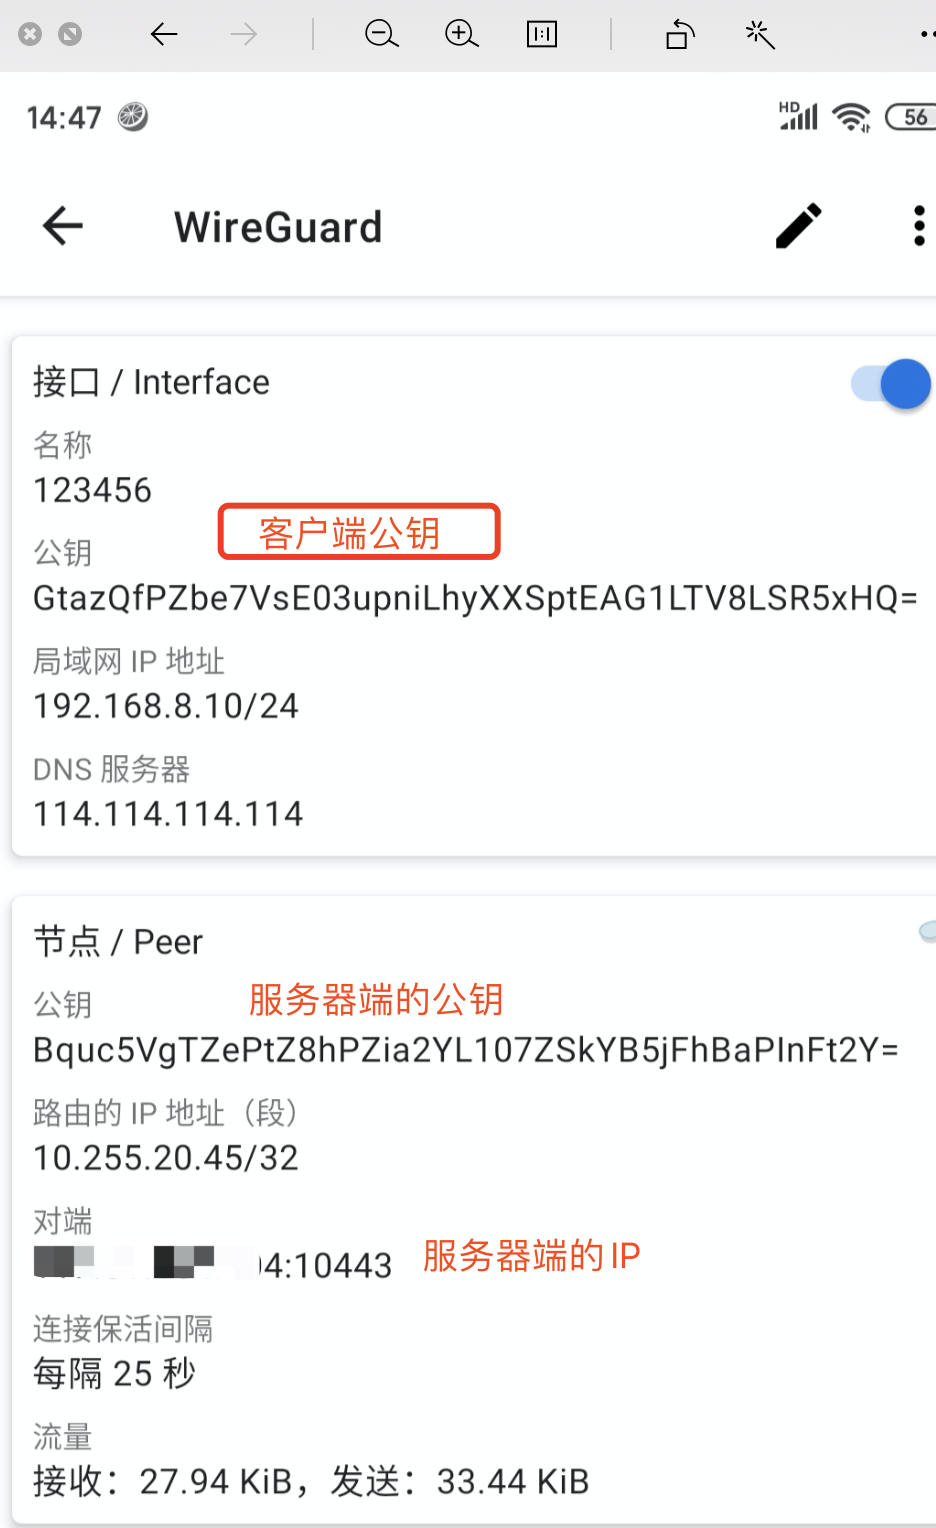 14:47
HD
56
WireGuard
接口 / Interface
名称
123456
客户端公钥
公钥
GtazQfPZbe7VsE03upniLhyXXSptEAG1LTV8LSR5xHQ=
局域网 IP 地址
192.168.8.10/24
DNS 服务器
114.114.114.114
节点 / Peer
服务器端的公钥
公钥
Bquc5VgTZePtZ8hPZia2YL107ZSkYB5jFhBaPInFt2Y=
路由的 IP 地址（段）
10.255.20.45/32
对端
4:10443
服务器端的IP
连接保活间隔
每隔 25 秒
流量
接收：27.94 KiB，发送：33.44 KiB